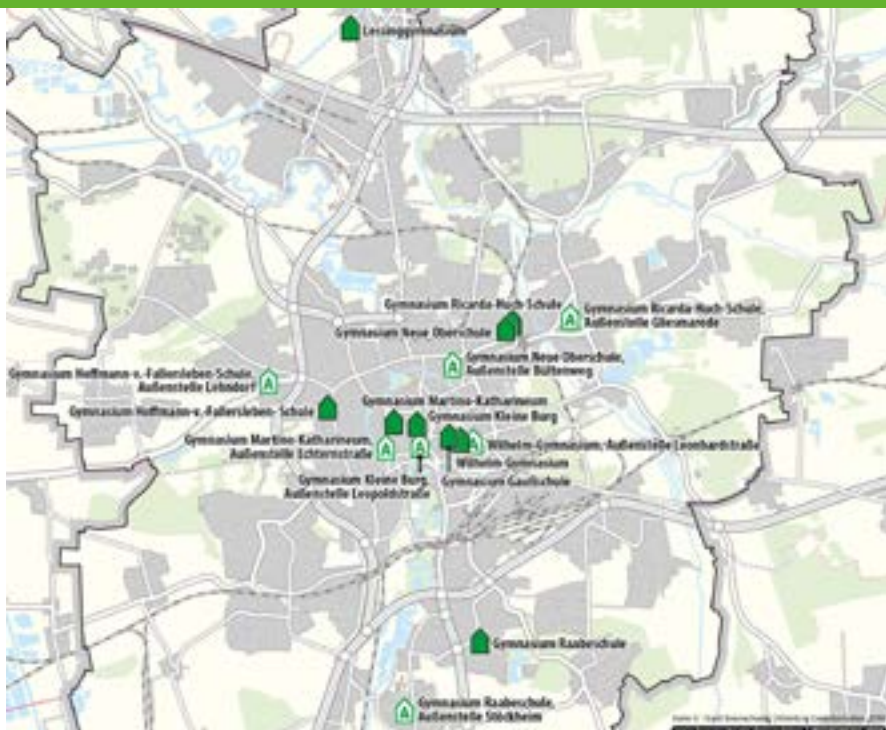 Lessinggymnasium
Gymnasium Ricarda-Huch-Schule
Gymnasium Ricarda-Huch-Schule,
Außenstelle Gliesmarode
Gymnasium Neue Oberschule
Gymnasium Neue Oberschule,
Außenstelle Bültenweg
Gymnasium Hoffmann-v.-Fallersleben-Schule,
Außenstelle Lehndorf
Gymnasium Martino-Katharineum
Gymnasium Hoffmann-v.-Fallersleben- Schule
Gymnasium Kleine Burg
Gymnasium Martino-Katharineum,
Außenstelle Echternstraße
Wilhelm-Gymnasium, Außenstelle Leonhardstraße
Wilhelm-Gymnasium
Gymnasium Kleine Burg,
Außenstelle Leopoldstraße
Gymnasium Gaußschule
Gymnasium Raabeschule
Gymnasium Raabeschule,
Außenstelle Stöckheim
A
A
A
A
A
A
A